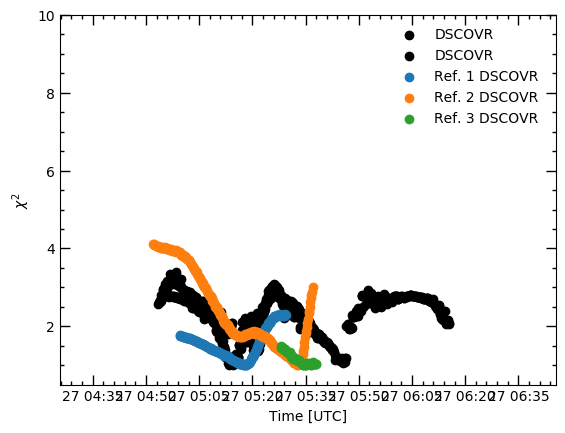 10
DSCOVR
DSCOVR
Ref. 1 DSCOVR
Ref. 2 DSCOVR
Ref. 3 DSCOVR
8
6
χ²
4
2
27 04:35 27 04:50 27 05:05 27 05:20 27 05:35 27 05:50 27 06:05 27 06:20 27 06:35
Time [UTC]